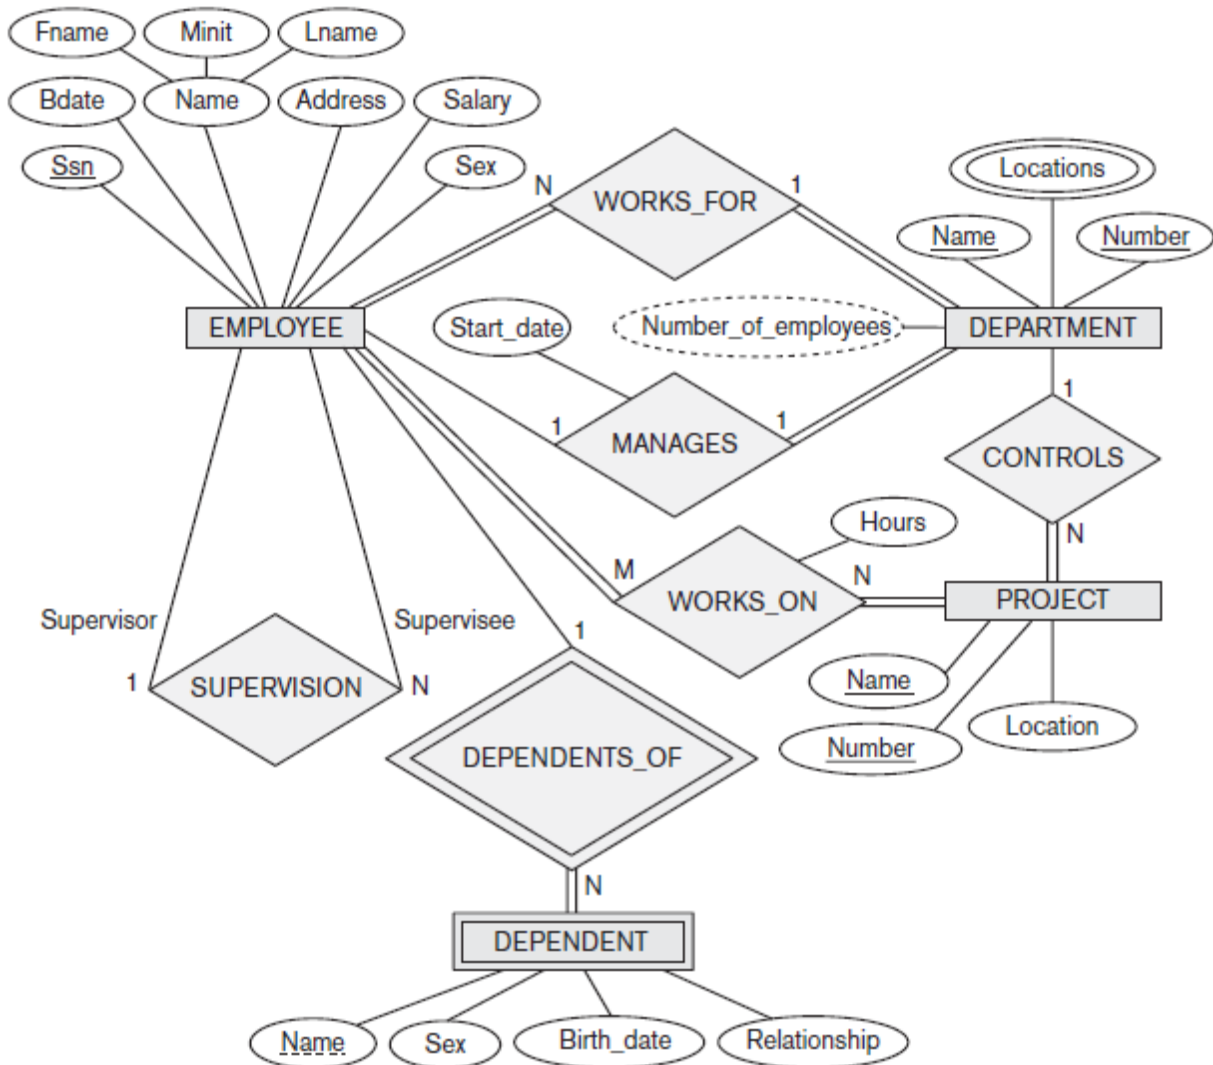 Fname
Minit
Lname
Bdate
Name
Address
Salary
Ssn
Sex
N
WORKS_FOR
1
Locations
Name
Number
EMPLOYEE
Start_date
Number_of_employees
DEPARTMENT
1
MANAGES
1
1
CONTROLS
N
Hours
M
WORKS_ON
N
PROJECT
Supervisor
Supervisee
1
SUPERVISION
N
1
Name
Number
Location
DEPENDENTS_OF
N
DEPENDENT
Name
Sex
Birth_date
Relationship